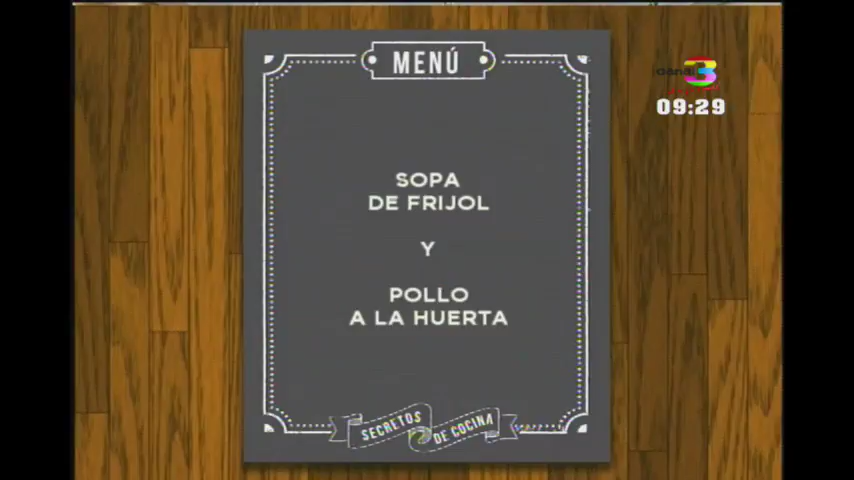 MENÚ
Canal 3
09:29
SOPA
DE FRIJOL
Y
POLLO
A LA HUERTA
SECRETOS DE COCINA